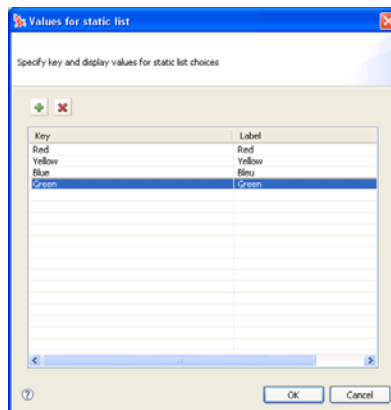 Values for static list
Specify key and display values for static list choices
Key Label
Red Red
Yellow Yellow
Blue Bleu
Green Green
OK Cancel